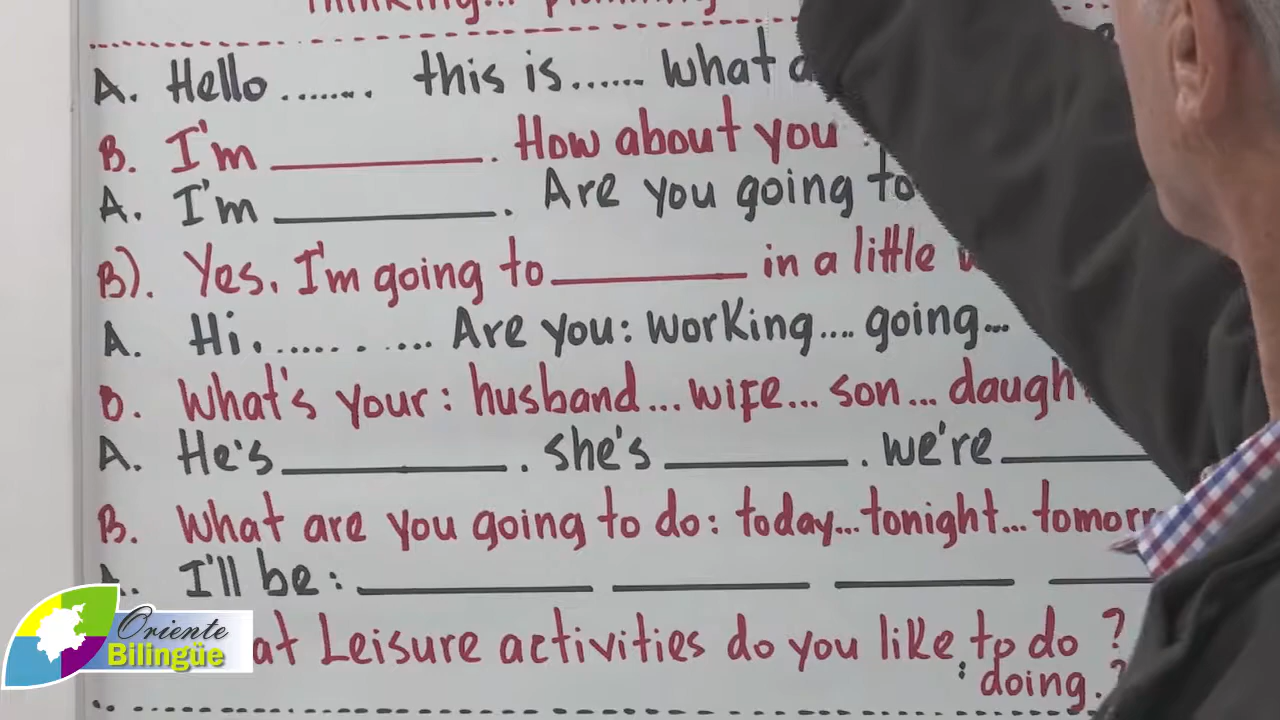 thinking... planning
A. Hello ....... this is...... what
B. I'm ________. How about you
A. I'm ________. Are you going to
B). Yes, I'm going to ________ in a little
A. Hi. ...... . .... Are you: working.... going...
What's your: husband... wife... son... daugh
A. He's ________. she's ________. we're ________
B. What are you going to do: today... tonight... tomorr
A. I'll be: ________ ________ ________ ________
at Leisure activities do you like to do ?
: doing. ?
Oriente
Bilingüe